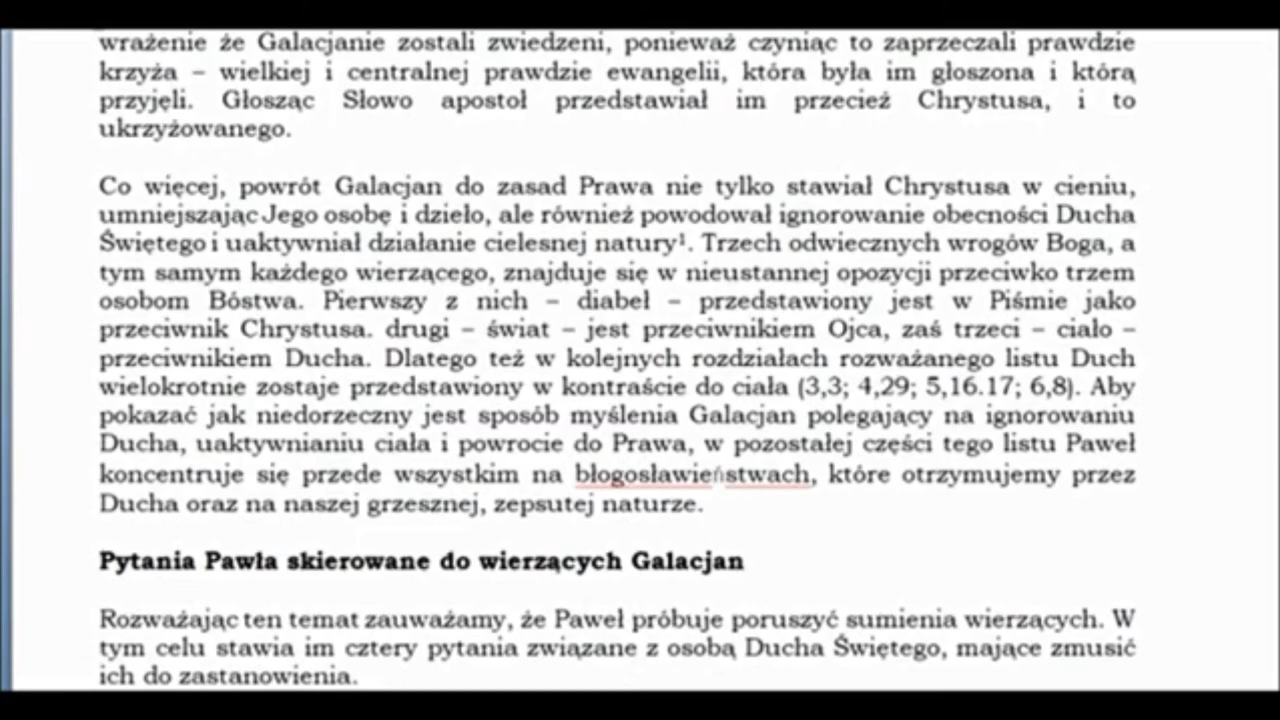 wrażenie że Galacjanie zostali zwiedzeni, ponieważ czyniąc to zaprzeczali prawdzie
krzyża – wielkiej i centralnej prawdzie ewangelii, która była im głoszona i którą
przyjęli. Głosząc Słowo apostoł przedstawiał im przecież Chrystusa, i to
ukrzyżowanego.
Co więcej, powrót Galacjan do zasad Prawa nie tylko stawiał Chrystusa w cieniu,
umniejszając Jego osobę i dzieło, ale również powodował ignorowanie obecności Ducha
Świętego i uaktywniał działanie cielesnej natury¹. Trzech odwiecznych wrogów Boga, a
tym samym każdego wierzącego, znajduje się w nieustannej opozycji przeciwko trzem
osobom Bóstwa. Pierwszy z nich – diabeł – przedstawiony jest w Piśmie jako
przeciwnik Chrystusa. drugi – świat – jest przeciwnikiem Ojca, zaś trzeci – ciało –
przeciwnikiem Ducha. Dlatego też w kolejnych rozdziałach rozważanego listu Duch
wielokrotnie zostaje przedstawiony w kontraście do ciała (3,3; 4,29; 5,16.17; 6,8). Aby
pokazać jak niedorzeczny jest sposób myślenia Galacjan polegający na ignorowaniu
Ducha, uaktywnianiu ciała i powrocie do Prawa, w pozostałej części tego listu Paweł
koncentruje się przede wszystkim na błogosławieństwach, które otrzymujemy przez
Ducha oraz na naszej grzesznej, zepsutej naturze.
Pytania Pawła skierowane do wierzących Galacjan
Rozważając ten temat zauważamy, że Paweł próbuje poruszyć sumienia wierzących. W
tym celu stawia im cztery pytania związane z osobą Ducha Świętego, mające zmusić
ich do zastanowienia.